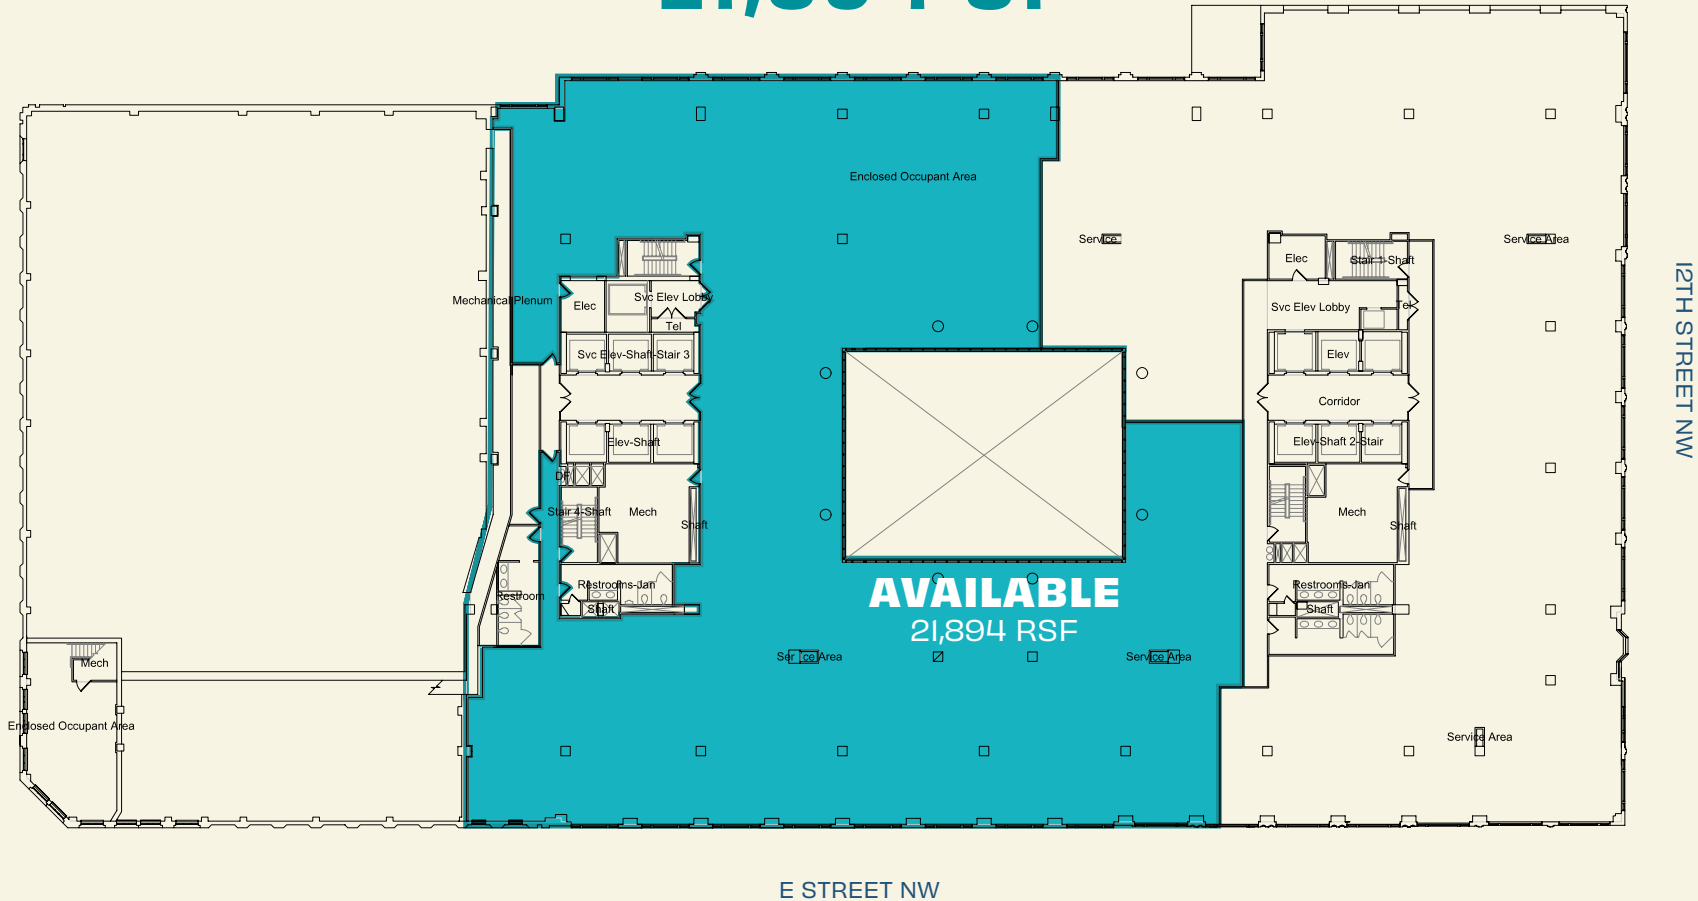 Enclosed Occupant Area
Service
Service Area
Elec
Stair 1-Shaft
Mechanical Plenum
Elec
Svc Elev Lobby
Tel
Svc Elev Lobby
Tel
Svc Elev-Shaft-Stair 3
Elev
Corridor
Elev-Shaft
Elev-Shaft 2-Stair
DF
Stair 4-Shaft
Mech
Shaft
Mech
Shaft
Restrooms-Jan
Restroom
Shaft
Restrooms-Jan
Shaft
AVAILABLE
21,894 RSF
Service Area
Service Area
Mech
Enclosed Occupant Area
Service Area
12TH STREET NW
E STREET NW